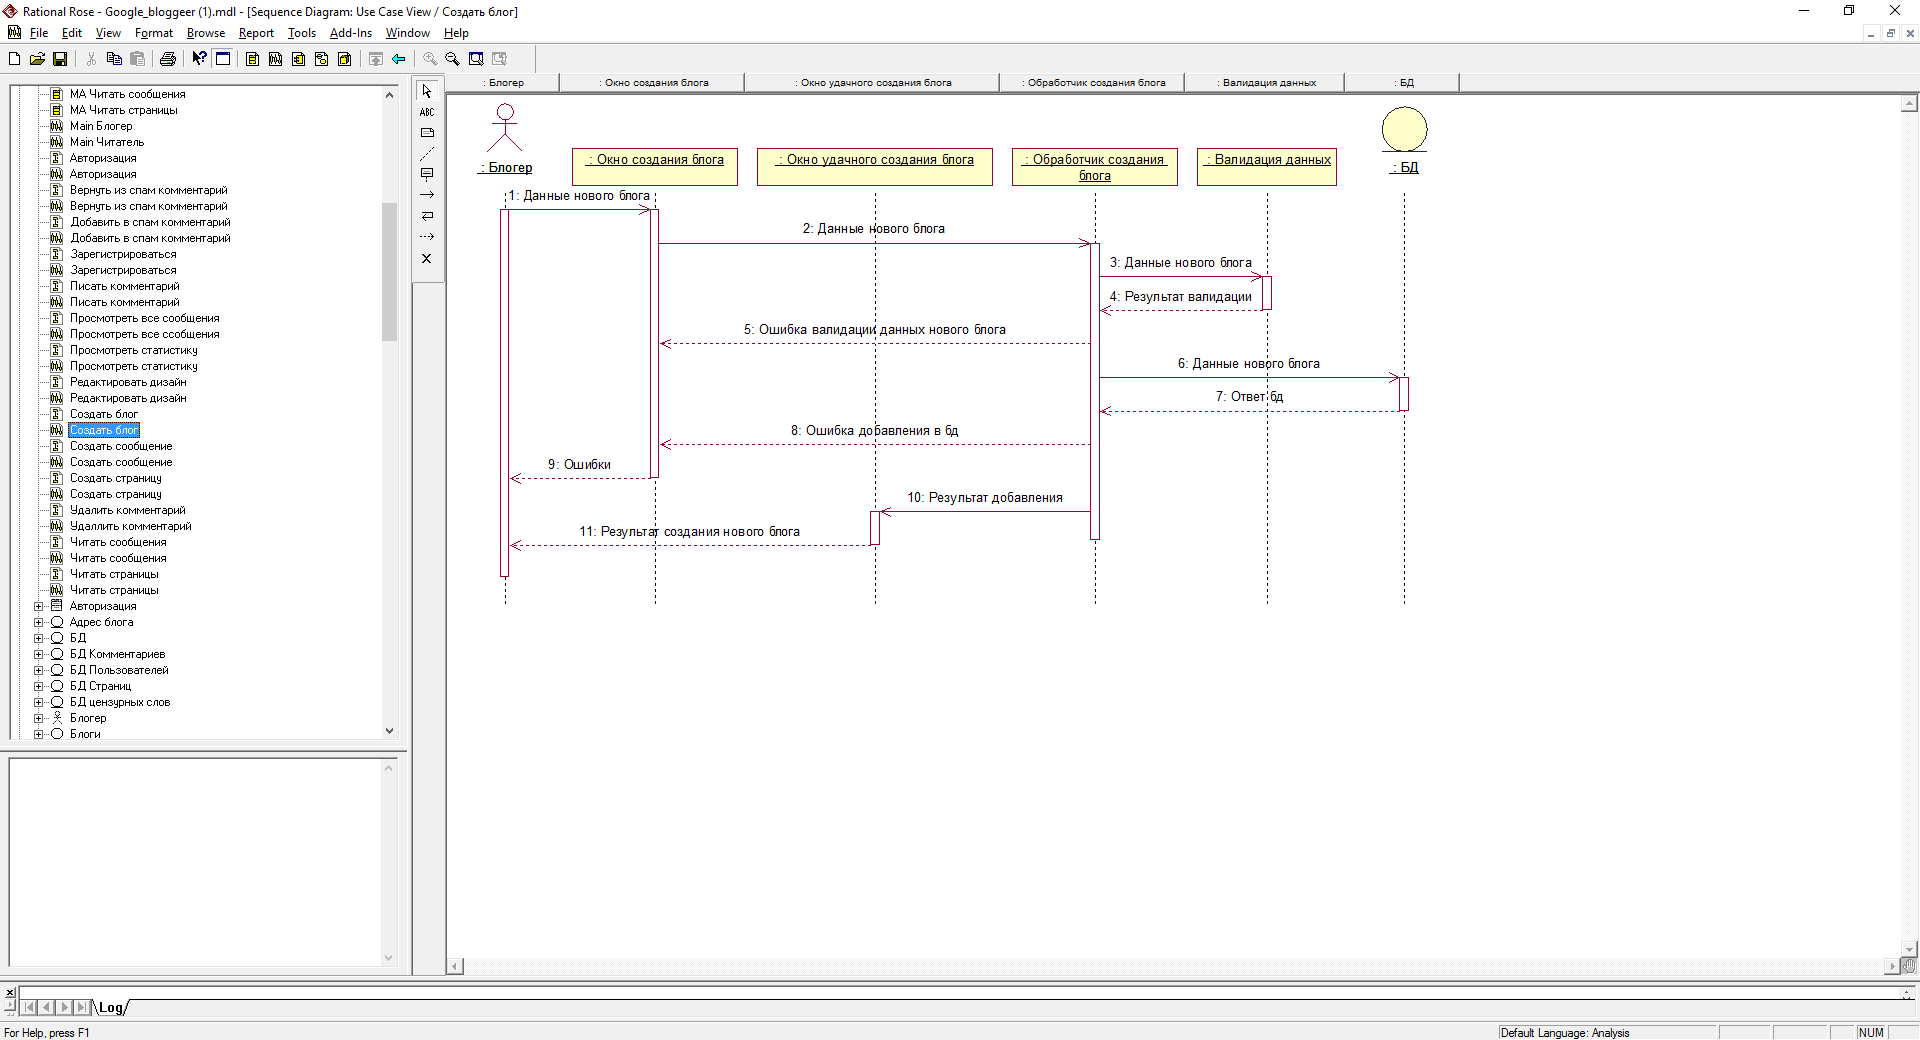 Rational Rose - Google_bloggeer (1).mdl - [Sequence Diagram: Use Case View / Создать блог]
File Edit View Format Browse Report Tools Add-Ins Window Help
: Блогер : Окно создания блога : Окно удачного создания блога : Обработчик создания блога : Валидация данных : БД
МА Читать сообщения
МА Читать страницы
Main Блогер
Main Читатель
Авторизация
Авторизация
Вернуть из спам комментарий
Вернуть из спам комментарий
Добавить в спам комментарий
Добавить в спам комментарий
Зарегистрироваться
Зарегистрироваться
Писать комментарий
Писать комментарий
Просмотреть все сообщения
Просмотреть все ссобщения
Просмотреть статистику
Просмотреть статистику
Редактировать дизайн
Редактировать дизайн
Создать блог
Создать блог
Создать сообщение
Создать сообщение
Создать страницу
Создать страницу
Удалить комментарий
Удаллить комментарий
Читать сообщения
Читать сообщения
Читать страницы
Читать страницы
Авторизация
Адрес блога
БД
БД Комментариев
БД Пользователей
БД Страниц
БД цензурных слов
Блогер
Блоги
ABC
: Блогер
: Окно создания блога
: Окно удачного создания блога
: Обработчик создания
блога
: Валидация данных
: БД
1: Данные нового блога
2: Данные нового блога
3: Данные нового блога
4: Результат валидации
5: Ошибка валидации данных нового блога
6: Данные нового блога
7: Ответ бд
8: Ошибка добавления в бд
9: Ошибки
10: Результат добавления
11: Результат создания нового блога
Log
For Help, press F1
Default Language: Analysis
NUM